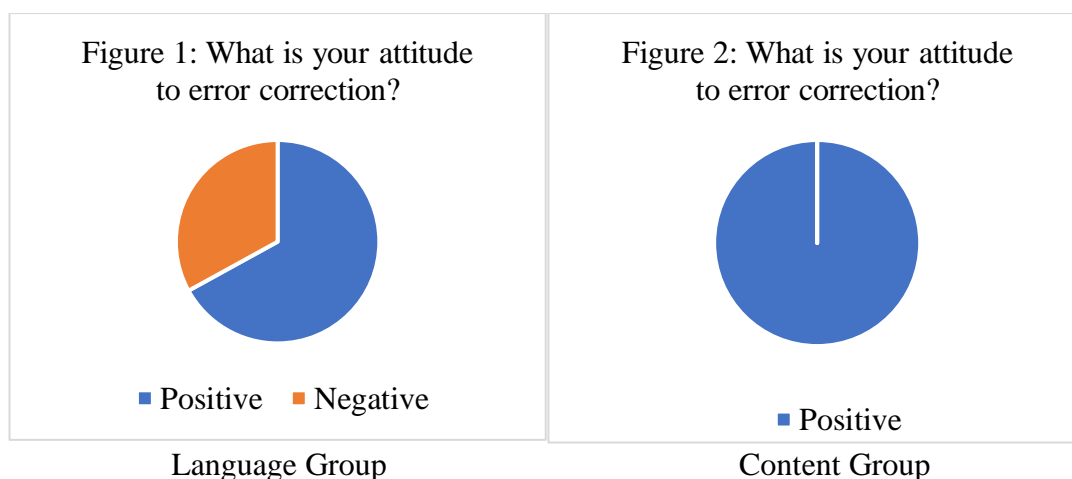 Figure 1: What is your attitude
to error correction?
Positive Negative
Language Group
Figure 2: What is your attitude
to error correction?
Positive
Content Group